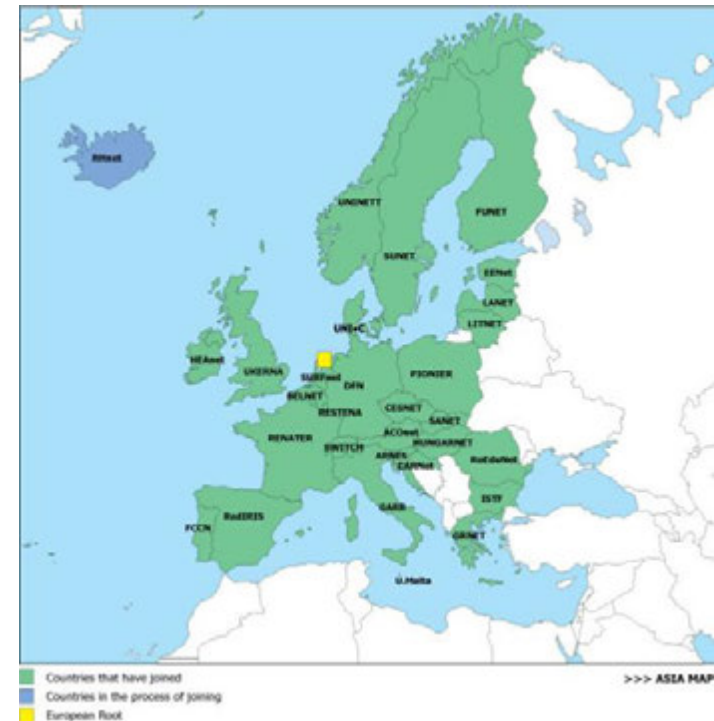 RHnet
UNINETT
FUNET
SUNET
EENet
LANET
LITNET
UNI•C
HEAnet
UKERNA
SURFnet
DFN
PIONIER
BELNET
RESTENA
CESNET
SANET
ACOnet
RENATER
SWITCH
HUNGARNET
ARNES
CARNet
RoEduNet
GARR
ISTF
FCCN
RedIRIS
GRNET
U.Malta
Countries that have joined
>>> ASIA MAP
Countries in the process of joining
European Root